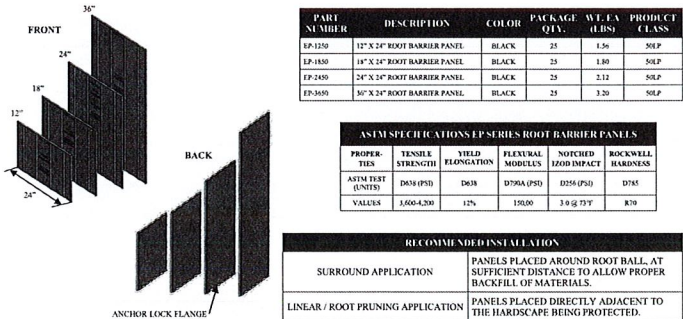 FRONT
36"
24"
18"
12"
24"
BACK
ANCHOR LOCK FLANGE
PART NUMBER DESCRIPTION COLOR PACKAGE QTY. WT. EA (LBS) PRODUCT CLASS
EP-1250 12" X 24" ROOT BARRIER PANEL BLACK 25 1.56 50LP
EP-1850 18" X 24" ROOT BARRIER PANEL BLACK 25 1.80 50LP
EP-2450 24" X 24" ROOT BARRIER PANEL BLACK 25 2.12 50LP
EP-3650 36" X 24" ROOT BARRIER PANEL BLACK 25 3.20 50LP
ASTM SPECIFICATIONS EP SERIES ROOT BARRIER PANELS
PROPER-TIES TENSILE STRENGTH YIELD ELONGATION FLEXURAL MODULUS NOTCHED IZOD IMPACT ROCKWELL HARDNESS
ASTM TEST (UNITS) D638 (PSI) D638 D790A (PSI) D256 (PSI) D785
VALUES 3,600-4,200 12% 150,00 3.0 @ 73°F R70
RECOMMENDED INSTALLATION
SURROUND APPLICATION
PANELS PLACED AROUND ROOT BALL, AT
SUFFICIENT DISTANCE TO ALLOW PROPER
BACKFILL OF MATERIALS.
LINEAR / ROOT PRUNING APPLICATION
PANELS PLACED DIRECTLY ADJACENT TO
THE HARDSCAPE BEING PROTECTED.